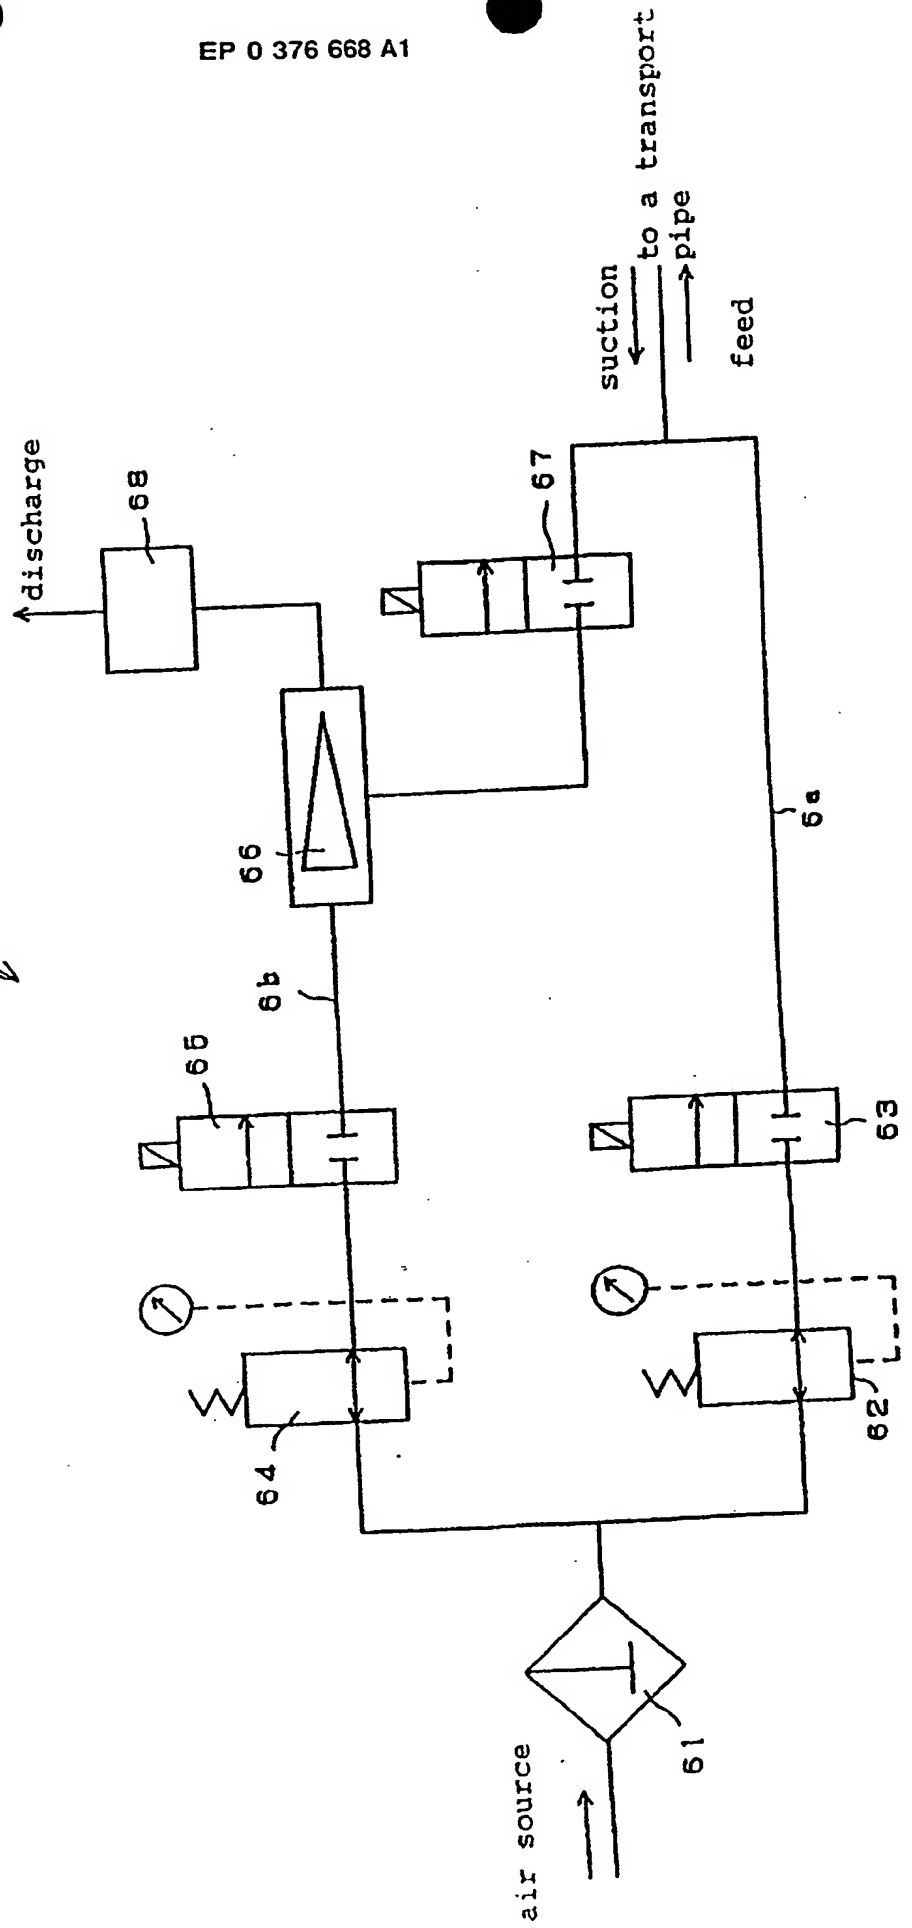 EP 0 376 668 A1
discharge
68
suction
to a transport
pipe
feed
67
66
6b
65
6a
63
64
62
61
air source